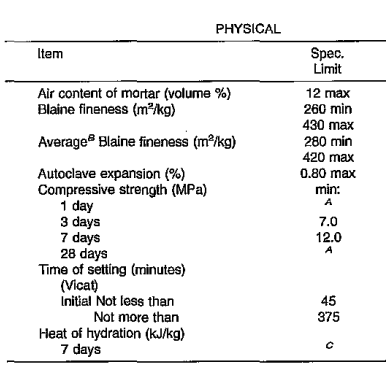 PHYSICAL
Item Spec.
Limit
Air content of mortar (volume %) 12 max
Blaine fineness (m²/kg) 260 min
430 max
Averageᴮ Blaine fineness (m²/kg) 280 min
420 max
Autoclave expansion (%) 0.80 max
Compressive strength (MPa) min:
1 day A
3 days 7.0
7 days 12.0
28 days A
Time of setting (minutes)
(Vicat)
Initial Not less than 45
Not more than 375
Heat of hydration (kJ/kg)
7 days C